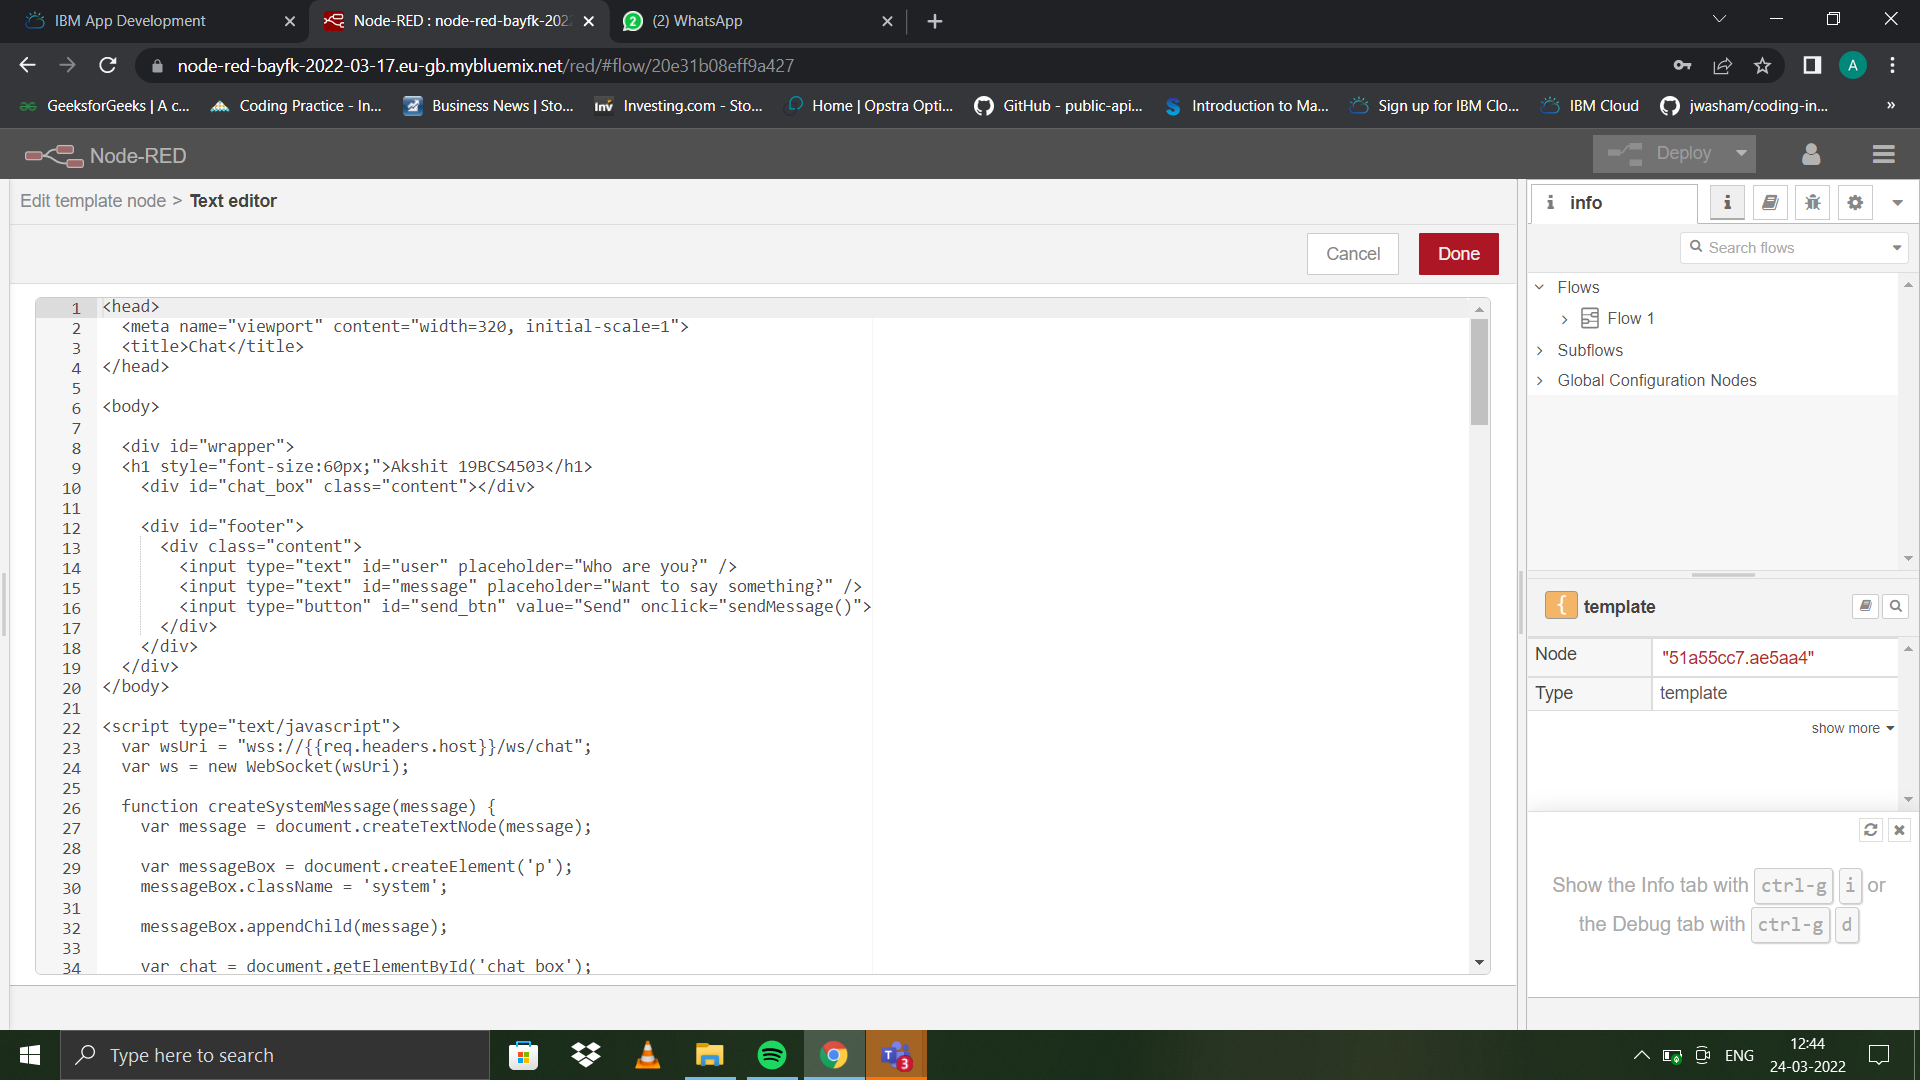 IBM App Development
Node-RED : node-red-bayfk-202
(2) WhatsApp
node-red-bayfk-2022-03-17.eu-gb.mybluemix.net/red/#flow/20e31b08eff9a427
A
GeeksforGeeks | A c...
Coding Practice - In...
Business News | Sto...
Inv Investing.com - Sto...
Home | Opstra Opti...
GitHub - public-api...
Introduction to Ma...
Sign up for IBM Clo...
IBM Cloud
jwasham/coding-in...
»
Node-RED
Deploy
Edit template node > Text editor
Cancel
Done
1 <head>
2 <meta name="viewport" content="width=320, initial-scale=1">
3 <title>Chat</title>
4 </head>
5
6 <body>
7
8 <div id="wrapper">
9 <h1 style="font-size:60px;">Akshit 19BCS4503</h1>
10 <div id="chat_box" class="content"></div>
11
12 <div id="footer">
13 <div class="content">
14 <input type="text" id="user" placeholder="Who are you?" />
15 <input type="text" id="message" placeholder="Want to say something?" />
16 <input type="button" id="send_btn" value="Send" onclick="sendMessage()">
17 </div>
18 </div>
19 </div>
20 </body>
21
22 <script type="text/javascript">
23 var wsUri = "wss://{{req.headers.host}}/ws/chat";
24 var ws = new WebSocket(wsUri);
25
26 function createSystemMessage(message) {
27 var message = document.createTextNode(message);
28
29 var messageBox = document.createElement('p');
30 messageBox.className = 'system';
31
32 messageBox.appendChild(message);
33
34 var chat = document.getElementById('chat_box');
i info
i
Search flows
Flows
Flow 1
Subflows
Global Configuration Nodes
{ template
Node "51a55cc7.ae5aa4"
Type template
show more
Show the Info tab with ctrl-g i or
the Debug tab with ctrl-g d
Type here to search
3
ENG
12:44
24-03-2022